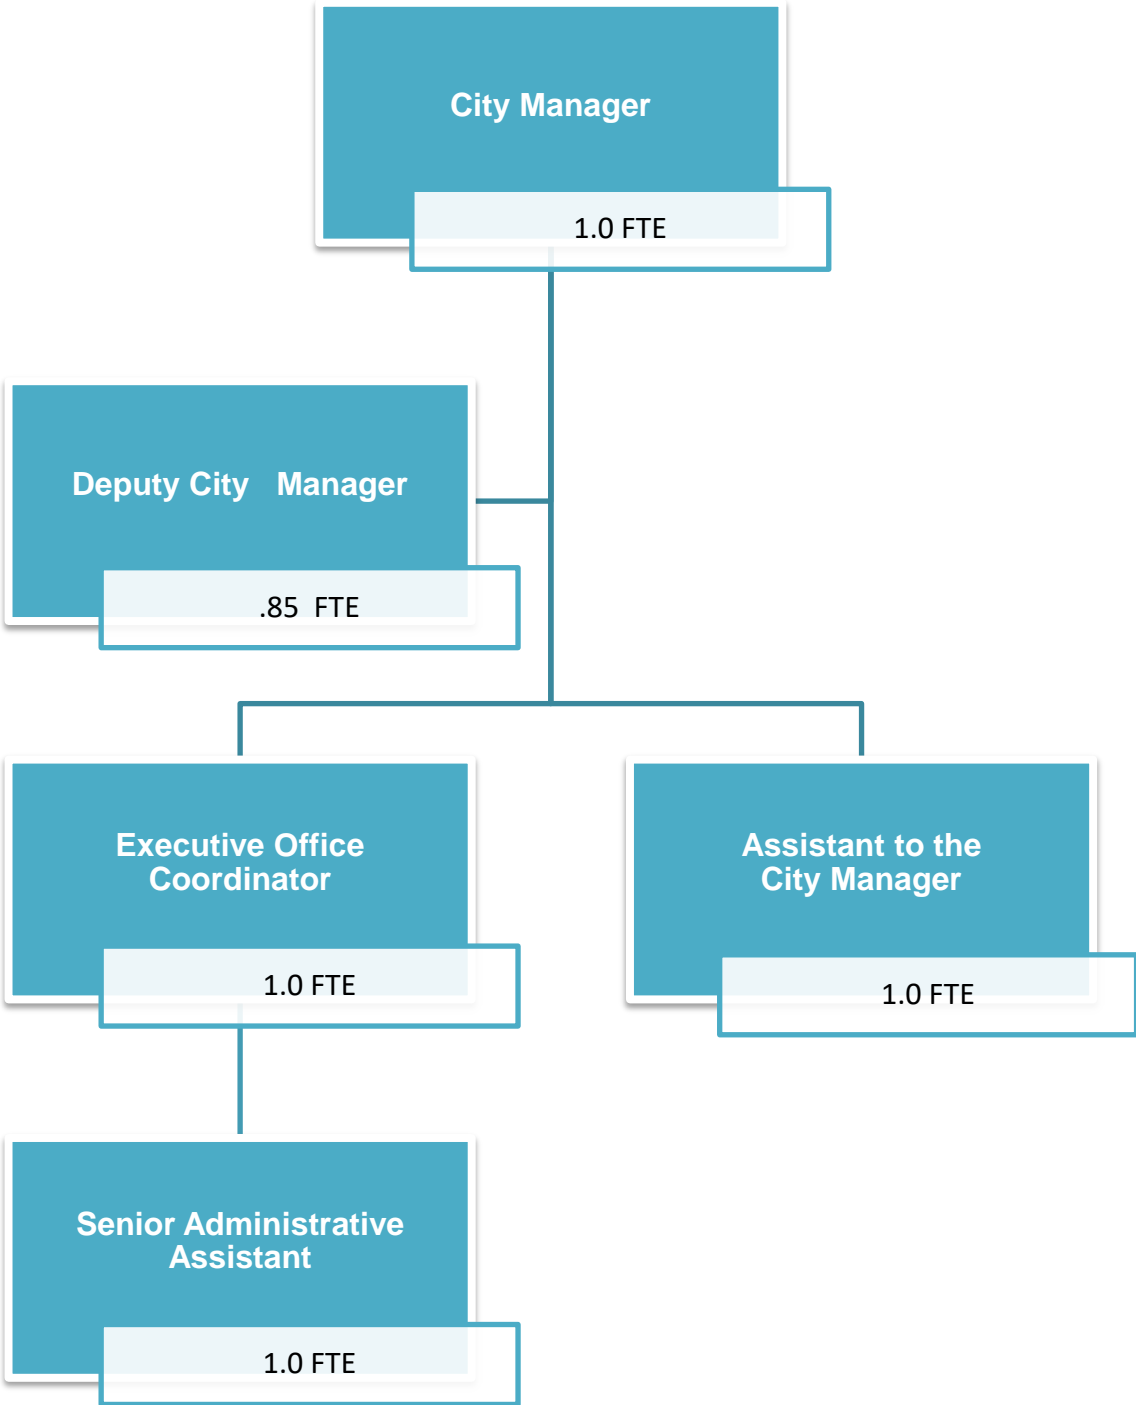 City Manager
1.0 FTE
Deputy City   Manager
.85  FTE
Executive Office
Coordinator
1.0 FTE
Assistant to the
City Manager
1.0 FTE
Senior Administrative
Assistant
1.0 FTE